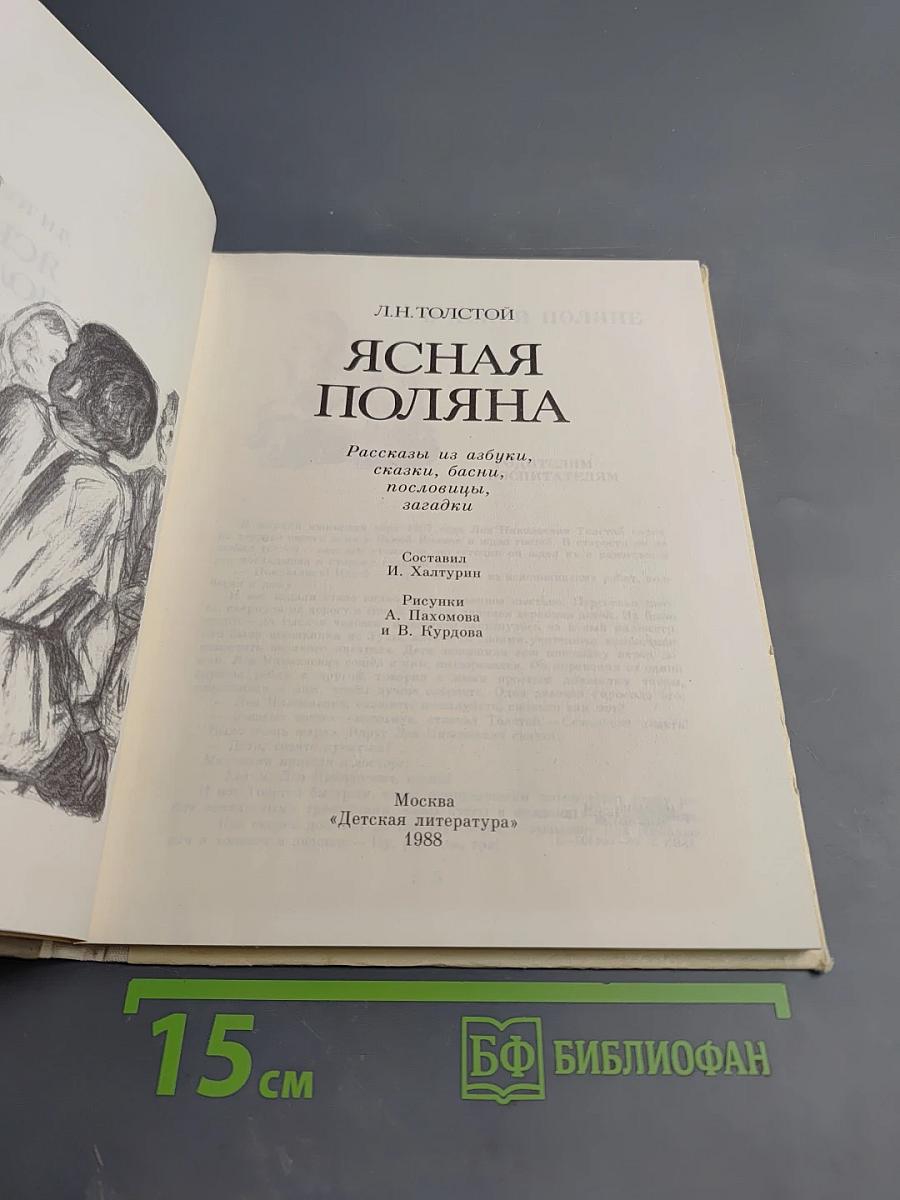 Л.Н.ТОЛСТОЙ
ЯСНАЯ
ПОЛЯНА
Рассказы из азбуки,
сказки, басни,
пословицы,
загадки
Составил
И. Халтурин
Рисунки
А. Пахомова
и В. Курдова
Москва
«Детская литература»
1988
15 см
БФ БИБЛИОФАН